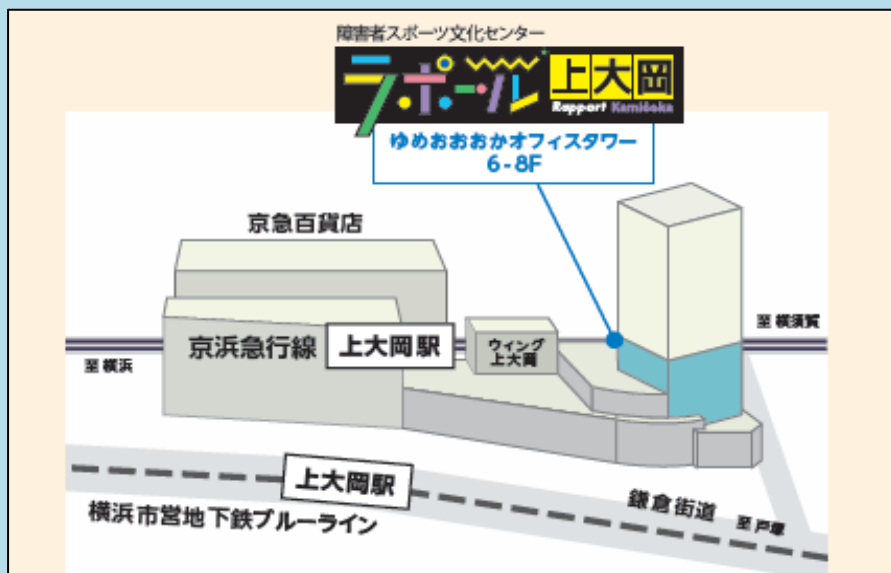 障害者スポーツ文化センター
ラポール上大岡
Rapport Kamiōoka
ゆめおおおかオフィスタワー
6-8F
京急百貨店
至 横須賀
京浜急行線
上大岡駅
ウィング
上大岡
至 横浜
上大岡駅
鎌倉街道
至 戸塚
横浜市営地下鉄ブルーライン